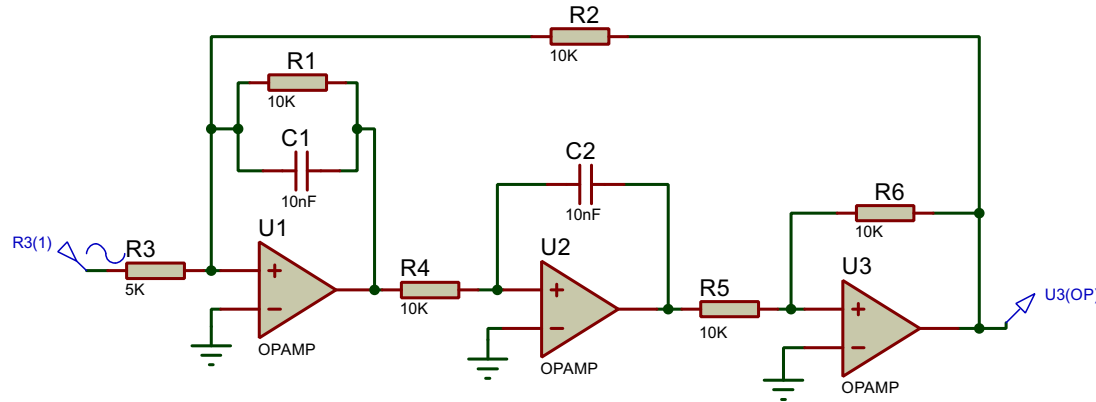 R2
10K
R1
10K
C1
10nF
C2
10nF
R6
10K
R3(1)
R3
5K
U1
+
−
OPAMP
R4
10K
U2
+
−
OPAMP
R5
10K
U3
+
−
OPAMP
U3(OP)